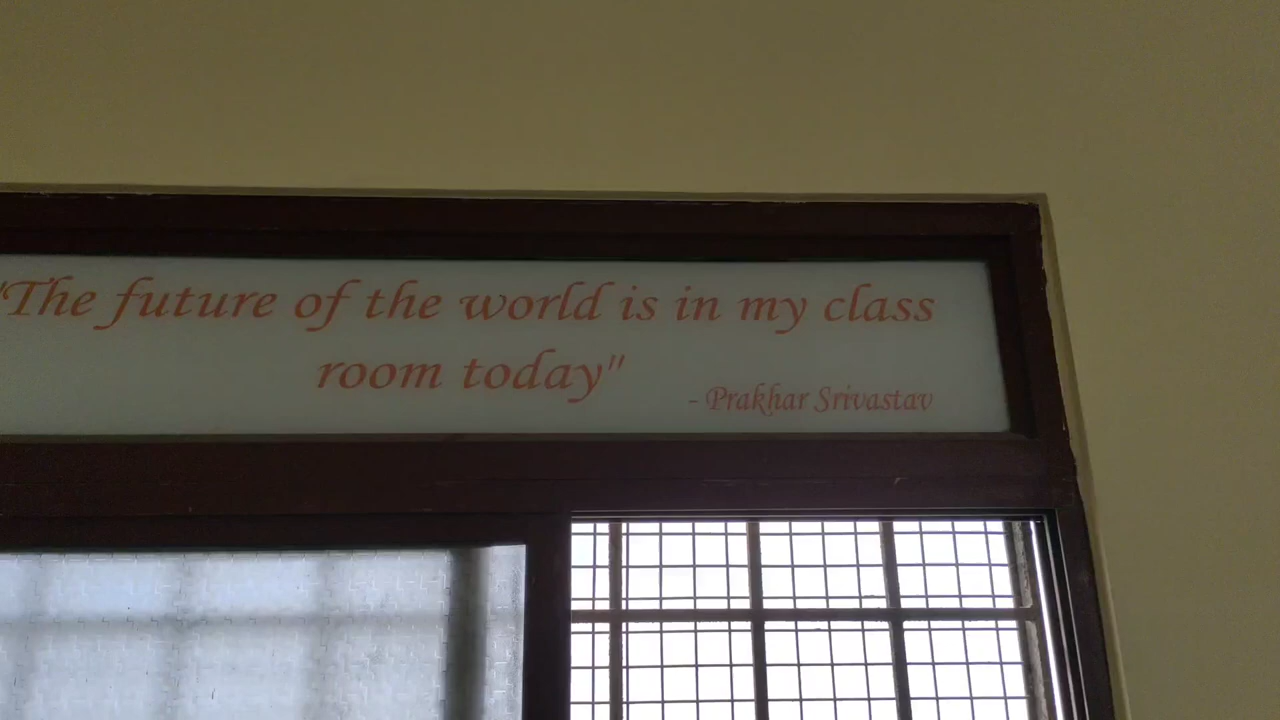 "The future of the world is in my class
room today"
- Prakhar Srivastav